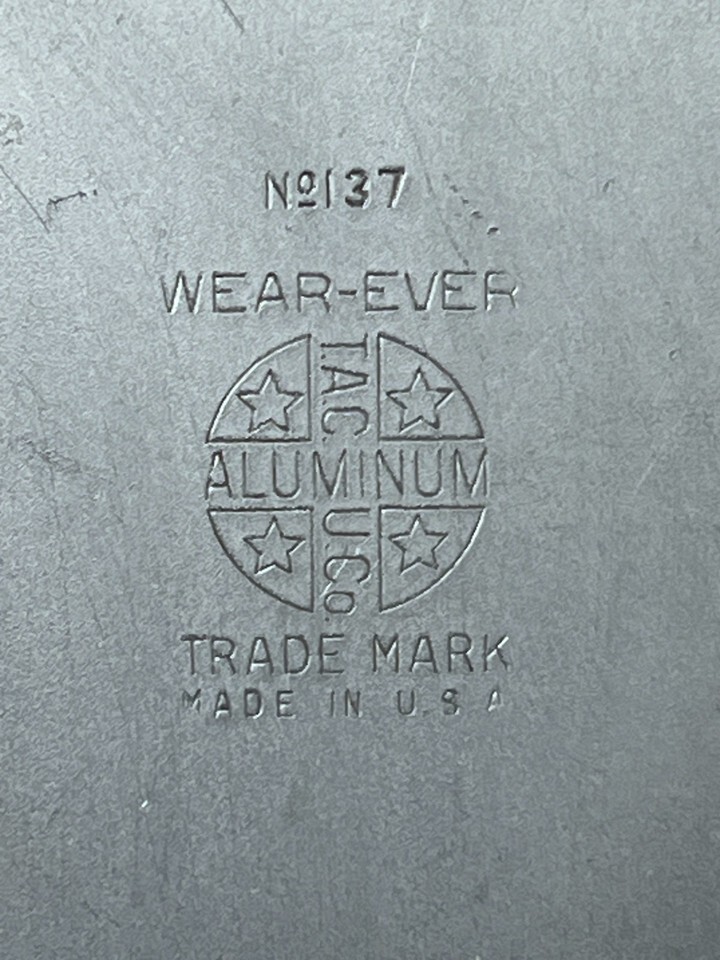 Nº137
WEAR-EVER
T.A.C.
ALUMINUM
U.Co.
TRADE MARK
MADE IN U.S.A